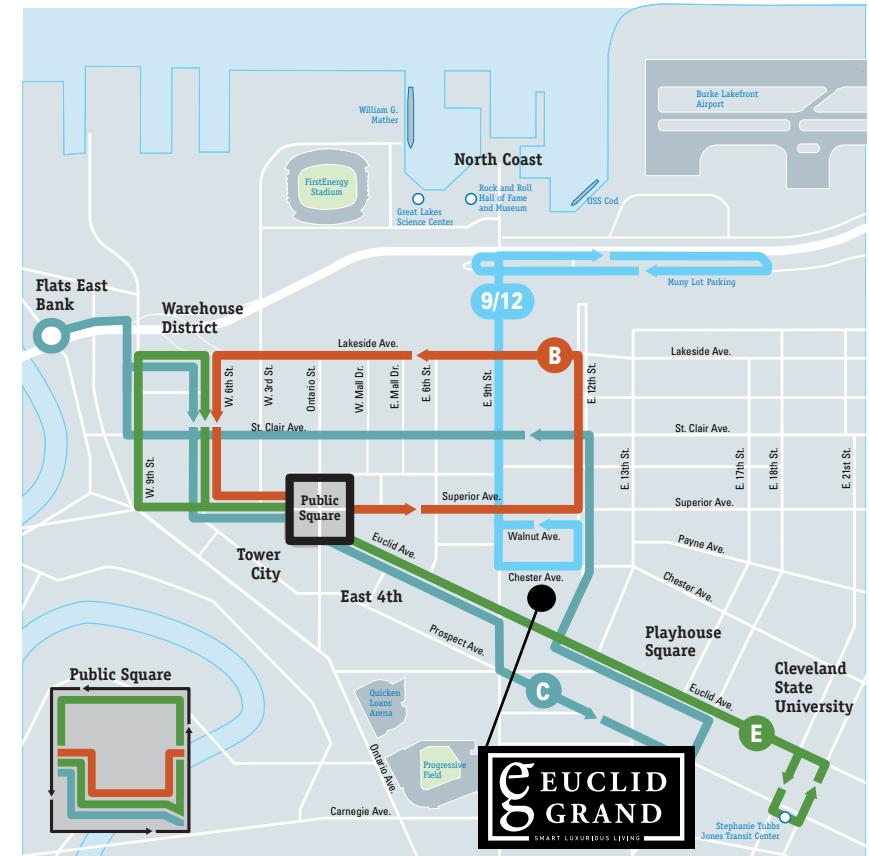 Burke Lakefront
Airport
William G.
Mather
North Coast
FirstEnergy
Stadium
Rock and Roll
Hall of Fame
and Museum
Great Lakes
Science Center
USS Cod
Flats East
Bank
Muny Lot Parking
9/12
Warehouse
District
Lakeside Ave.
B
Lakeside Ave.
W. 6th St.
W. 3rd St.
Ontario St.
W. Mall Dr.
E. Mall Dr.
E. 6th St.
E. 9th St.
E. 12th St.
St. Clair Ave.
St. Clair Ave.
W. 9th St.
E. 13th St.
E. 17th St.
E. 18th St.
E. 21st St.
Public
Square
Superior Ave.
Superior Ave.
Euclid Ave.
Walnut Ave.
Payne Ave.
Tower
City
Chester Ave.
Chester Ave.
East 4th
Prospect Ave.
Playhouse
Square
Public Square
Cleveland
State
University
Quicken
Loans
Arena
C
Euclid Ave.
E
Ontario Ave.
Progressive
Field
e
g
EUCLID
GRAND
SMART LUXURIOUS LIVING
Carnegie Ave.
Stephanie Tubbs
Jones Transit Center